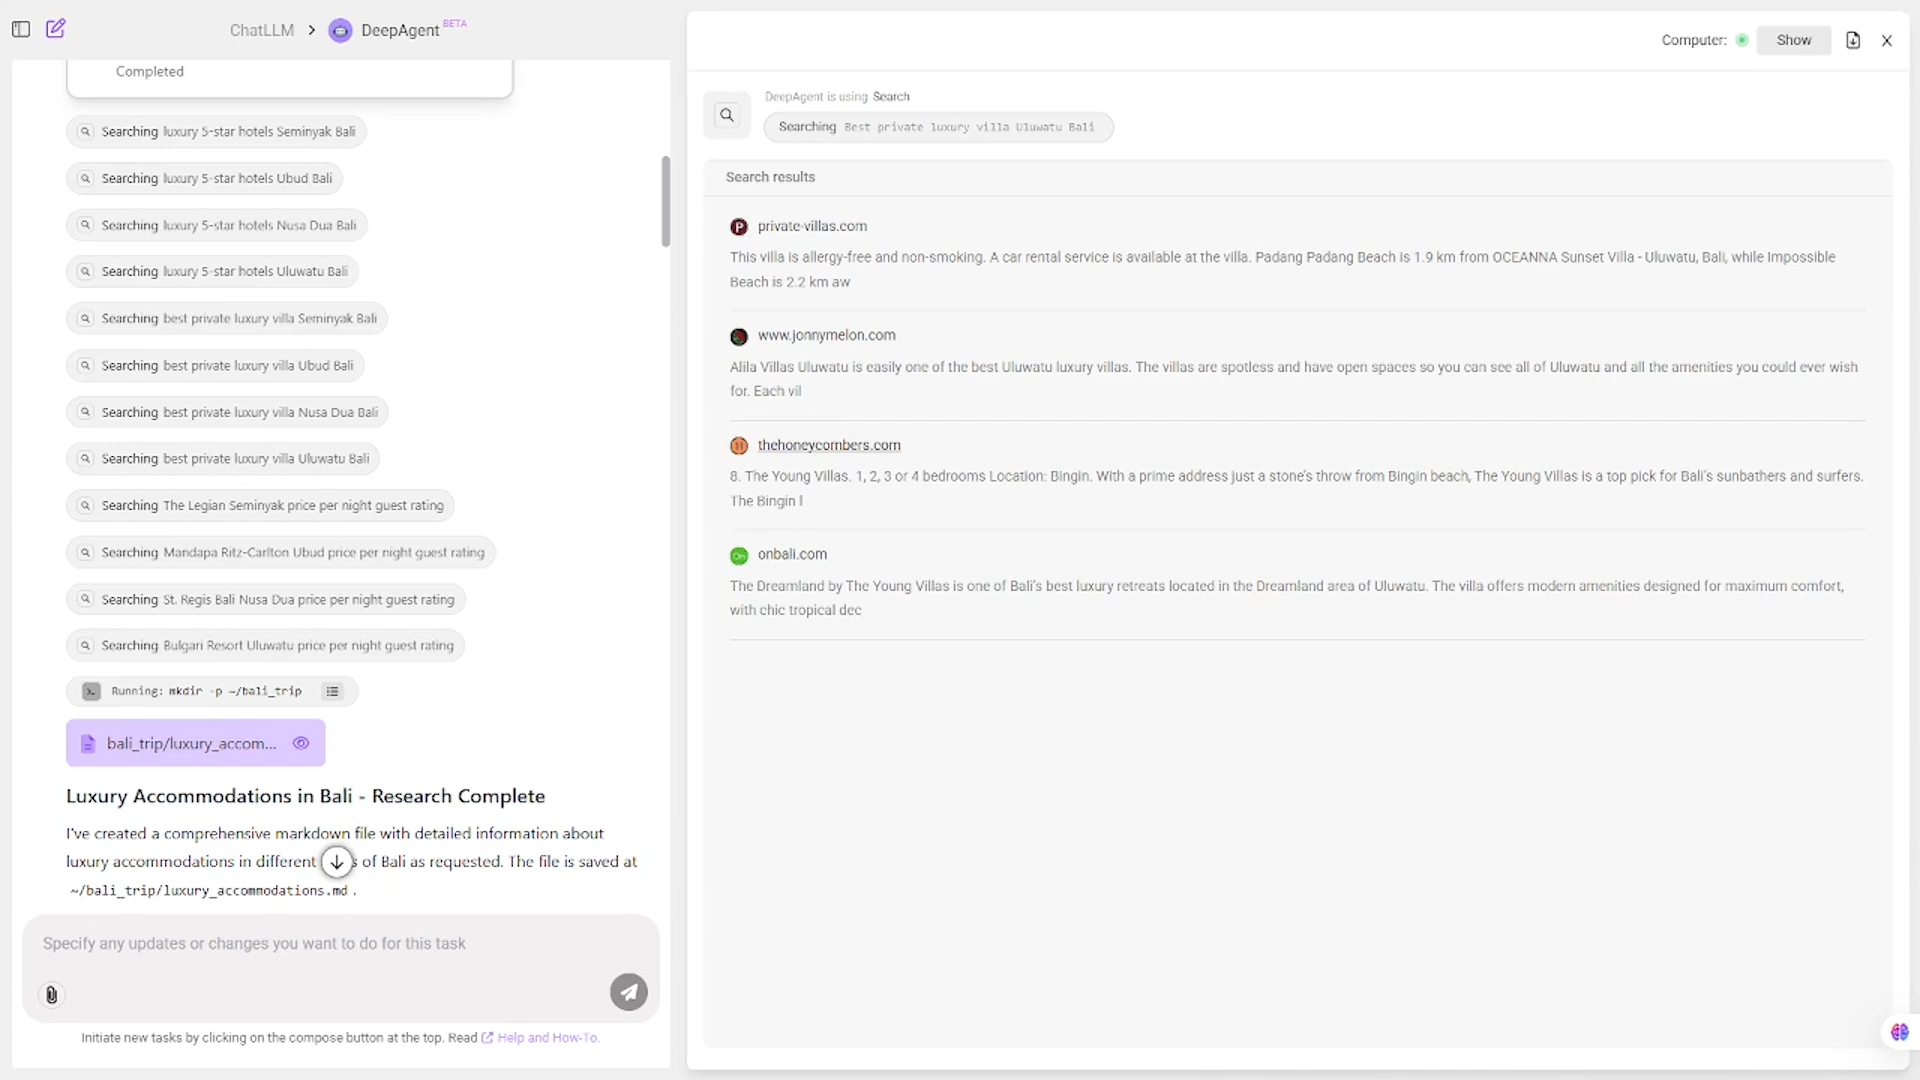 ChatLLM > DeepAgent BETA
Completed
Searching luxury 5-star hotels Seminyak Bali
Searching luxury 5-star hotels Ubud Bali
Searching luxury 5-star hotels Nusa Dua Bali
Searching luxury 5-star hotels Uluwatu Bali
Searching best private luxury villa Seminyak Bali
Searching best private luxury villa Ubud Bali
Searching best private luxury villa Nusa Dua Bali
Searching best private luxury villa Uluwatu Bali
Searching The Legian Seminyak price per night guest rating
Searching Mandapa Ritz-Carlton Ubud price per night guest rating
Searching St. Regis Bali Nusa Dua price per night guest rating
Searching Bulgari Resort Uluwatu price per night guest rating
Running: mkdir -p ~/bali_trip
bali_trip/luxury_accom...
Luxury Accommodations in Bali - Research Complete
I've created a comprehensive markdown file with detailed information about
luxury accommodations in different of Bali as requested. The file is saved at
~/bali_trip/luxury_accommodations.md .
Specify any updates or changes you want to do for this task
Initiate new tasks by clicking on the compose button at the top. Read Help and How-To.
Computer: Show
DeepAgent is using Search
Searching Best private luxury villa Uluwatu Bali
Search results
private-villas.com
This villa is allergy-free and non-smoking. A car rental service is available at the villa. Padang Padang Beach is 1.9 km from OCEANNA Sunset Villa - Uluwatu, Bali, while Impossible
Beach is 2.2 km aw
www.jonnymelon.com
Alila Villas Uluwatu is easily one of the best Uluwatu luxury villas. The villas are spotless and have open spaces so you can see all of Uluwatu and all the amenities you could ever wish
for. Each vil
thehoneycombers.com
8. The Young Villas. 1, 2, 3 or 4 bedrooms Location: Bingin. With a prime address just a stone's throw from Bingin beach, The Young Villas is a top pick for Bali's sunbathers and surfers.
The Bingin l
onbali.com
The Dreamland by The Young Villas is one of Bali's best luxury retreats located in the Dreamland area of Uluwatu. The villa offers modern amenities designed for maximum comfort,
with chic tropical dec